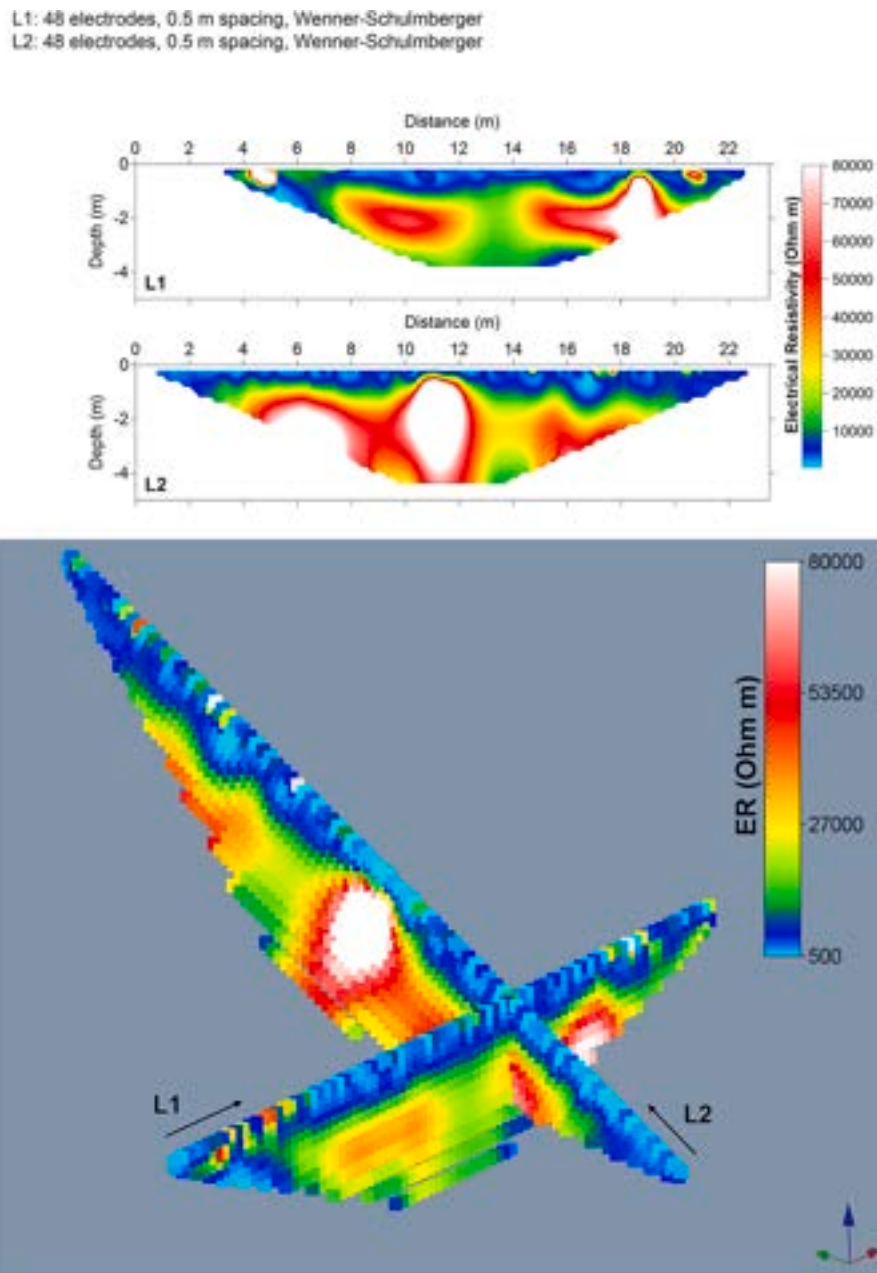 L1: 48 electrodes, 0.5 m spacing, Wenner-Schulmberger
L2: 48 electrodes, 0.5 m spacing, Wenner-Schulmberger
Distance (m)
0 2 4 6 8 10 12 14 16 18 20 22
0
-2
-4
Depth (m)
L1
Distance (m)
0 2 4 6 8 10 12 14 16 18 20 22
0
-2
-4
Depth (m)
L2
Electrical Resistivity (Ohm m)
80000
70000
60000
50000
40000
30000
20000
10000
ER (Ohm m)
80000
53500
27000
500
L1
L2